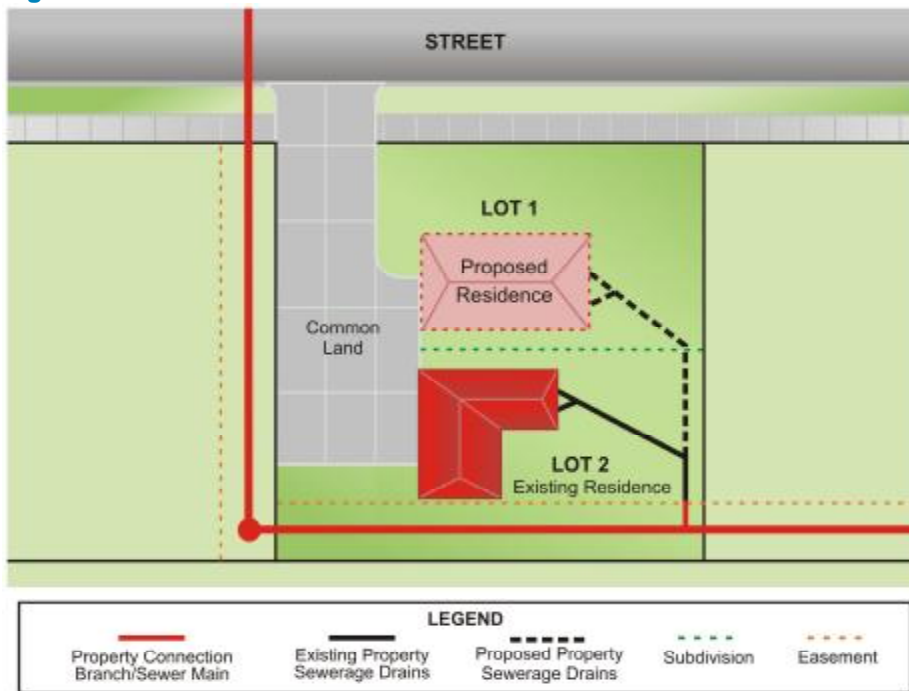 STREET
LOT 1
Proposed
Residence
Common
Land
LOT 2
Existing Residence
LEGEND
Property Connection
Branch/Sewer Main
Existing Property
Sewerage Drains
Proposed Property
Sewerage Drains
Subdivision
Easement